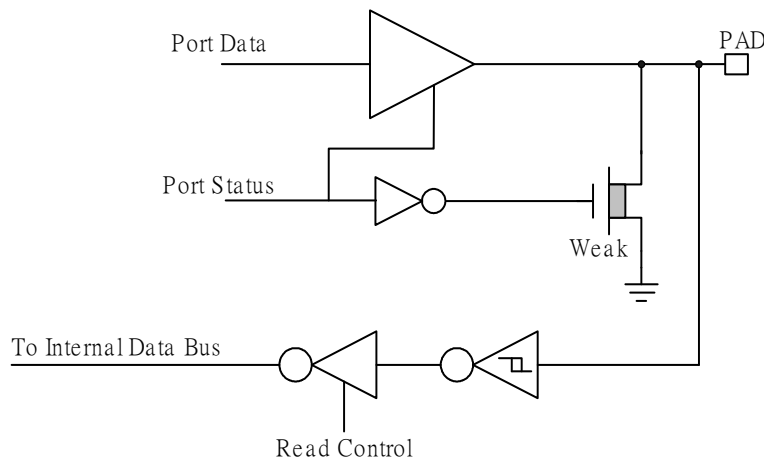 Port Data
PAD
Port Status
Weak
To Internal Data Bus
Read Control